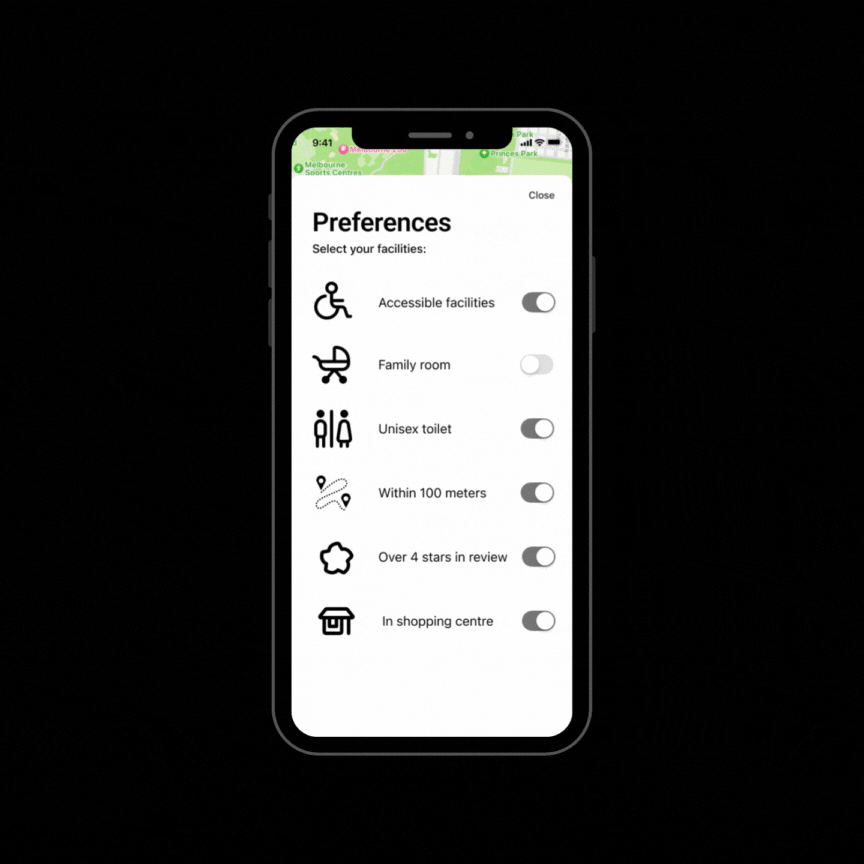 9:41
Park
Melbourne Zoo
Princes Park
Melbourne
Sports Centres
Close
Preferences
Select your facilities:
Accessible facilities
Family room
Unisex toilet
Within 100 meters
Over 4 stars in review
In shopping centre